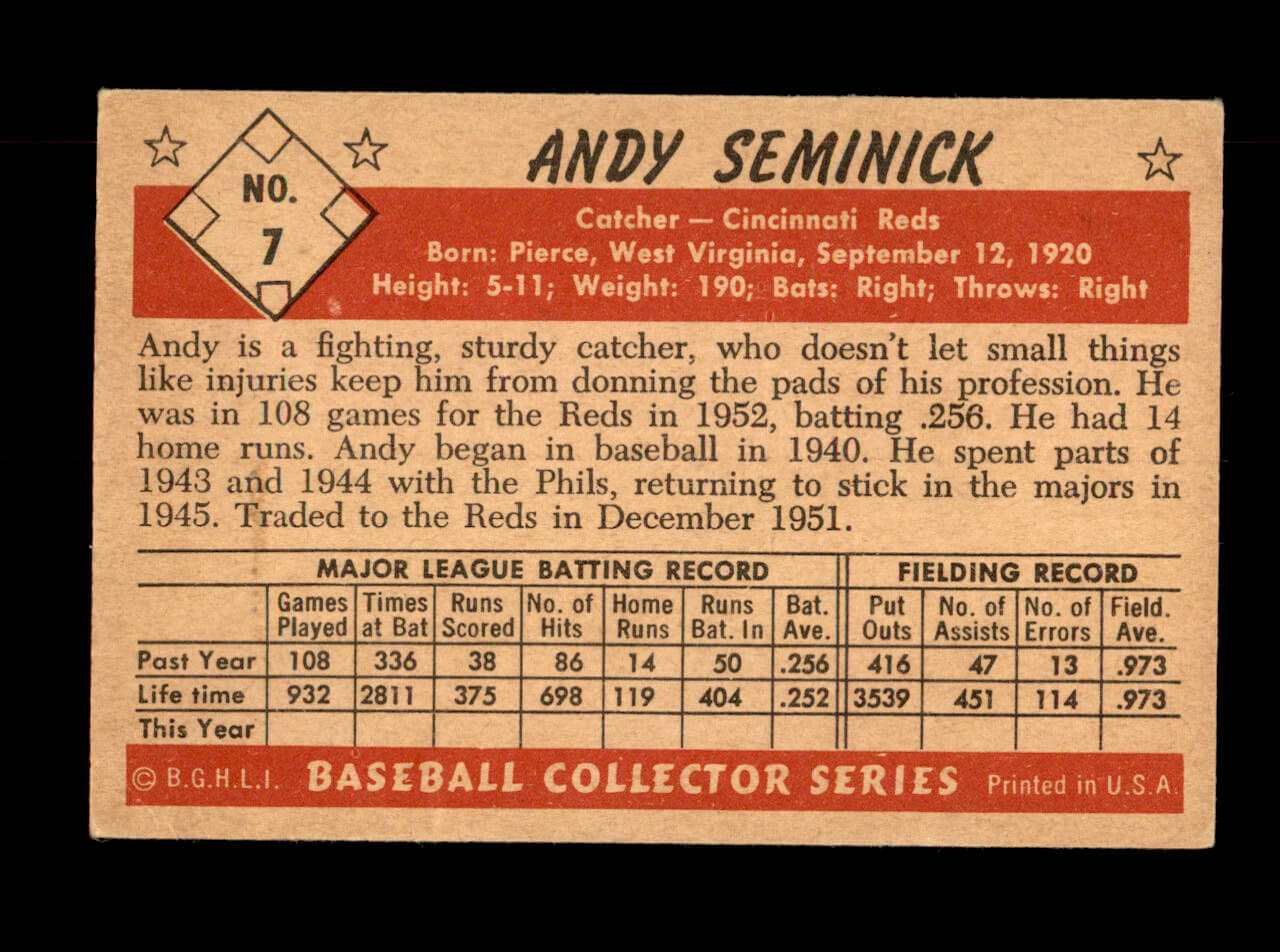 NO.
7
ANDY SEMINICK
Catcher — Cincinnati Reds
Born: Pierce, West Virginia, September 12, 1920
Height: 5-11; Weight: 190; Bats: Right; Throws: Right
Andy is a fighting, sturdy catcher, who doesn't let small things
like injuries keep him from donning the pads of his profession. He
was in 108 games for the Reds in 1952, batting .256. He had 14
home runs. Andy began in baseball in 1940. He spent parts of
1943 and 1944 with the Phils, returning to stick in the majors in
1945. Traded to the Reds in December 1951.
MAJOR LEAGUE BATTING RECORD FIELDING RECORD
Games Times Runs No. of Home Runs Bat. Put No. of No. of Field.
Played at Bat Scored Hits Runs Bat. In Ave. Outs Assists Errors Ave.
Past Year 108 336 38 86 14 50 .256 416 47 13 .973
Life time 932 2811 375 698 119 404 .252 3539 451 114 .973
This Year
© B.G.H.L.I. BASEBALL COLLECTOR SERIES Printed in U.S.A.